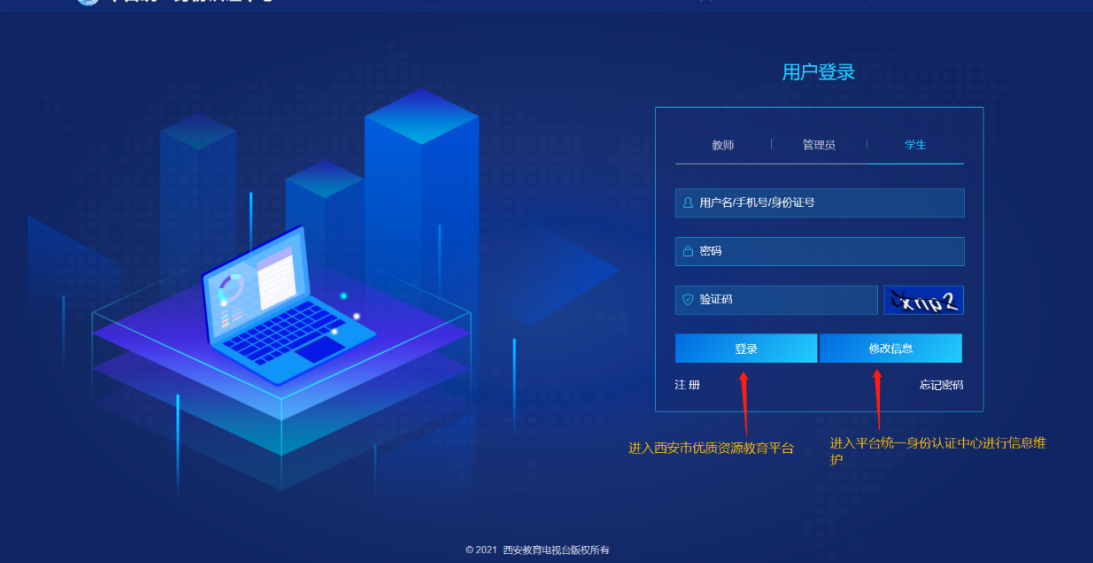 用户登录
教师
管理员
学生
用户名/手机号/身份证号
密码
验证码
登录
修改信息
注 册
忘记密码
进入西安市优质资源教育平台
进入平台统一身份认证中心进行信息维
护
© 2021 西安教育电视台版权所有